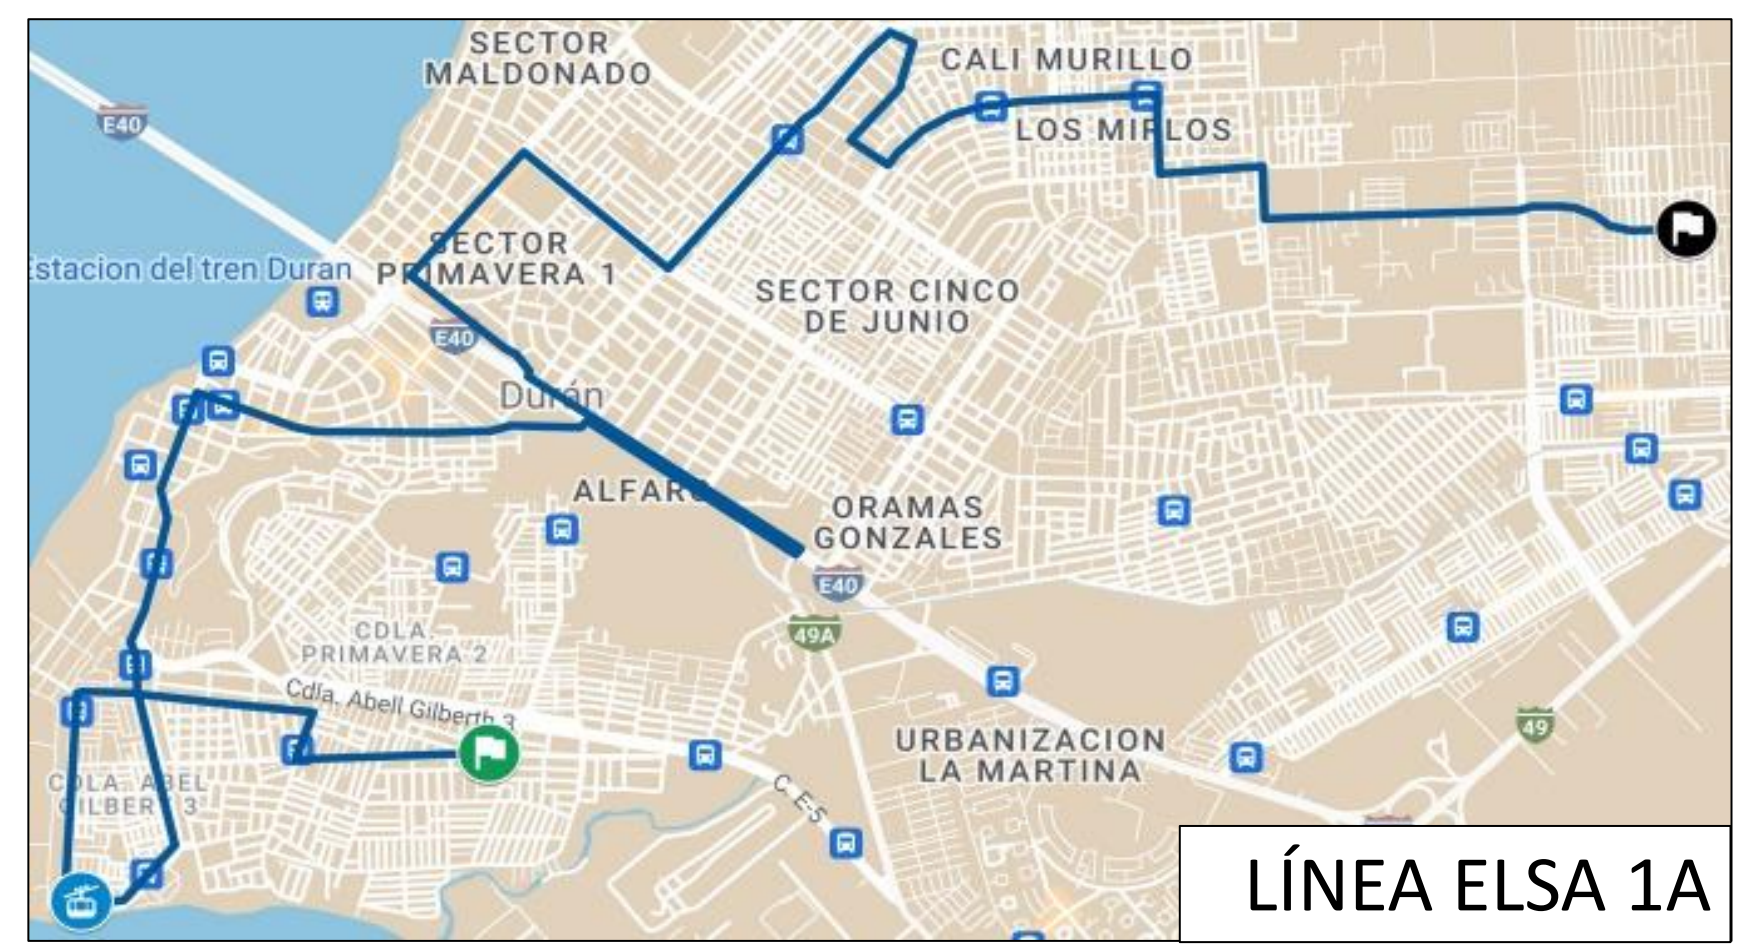 SECTOR
MALDONADO
CALI MURILLO
E40
LOS MIRLOS
SECTOR
PRIMAVERA 1
Estacion del tren Duran
SECTOR CINCO
DE JUNIO
E40
Durán
ALFARO
ORAMAS
GONZALES
E40
49A
CDLA.
PRIMAVERA 2
Cdla. Abell Gilberth 3
49
URBANIZACION
LA MARTINA
CDLA. ABEL
GILBERT 3
C. E-5
LÍNEA ELSA 1A